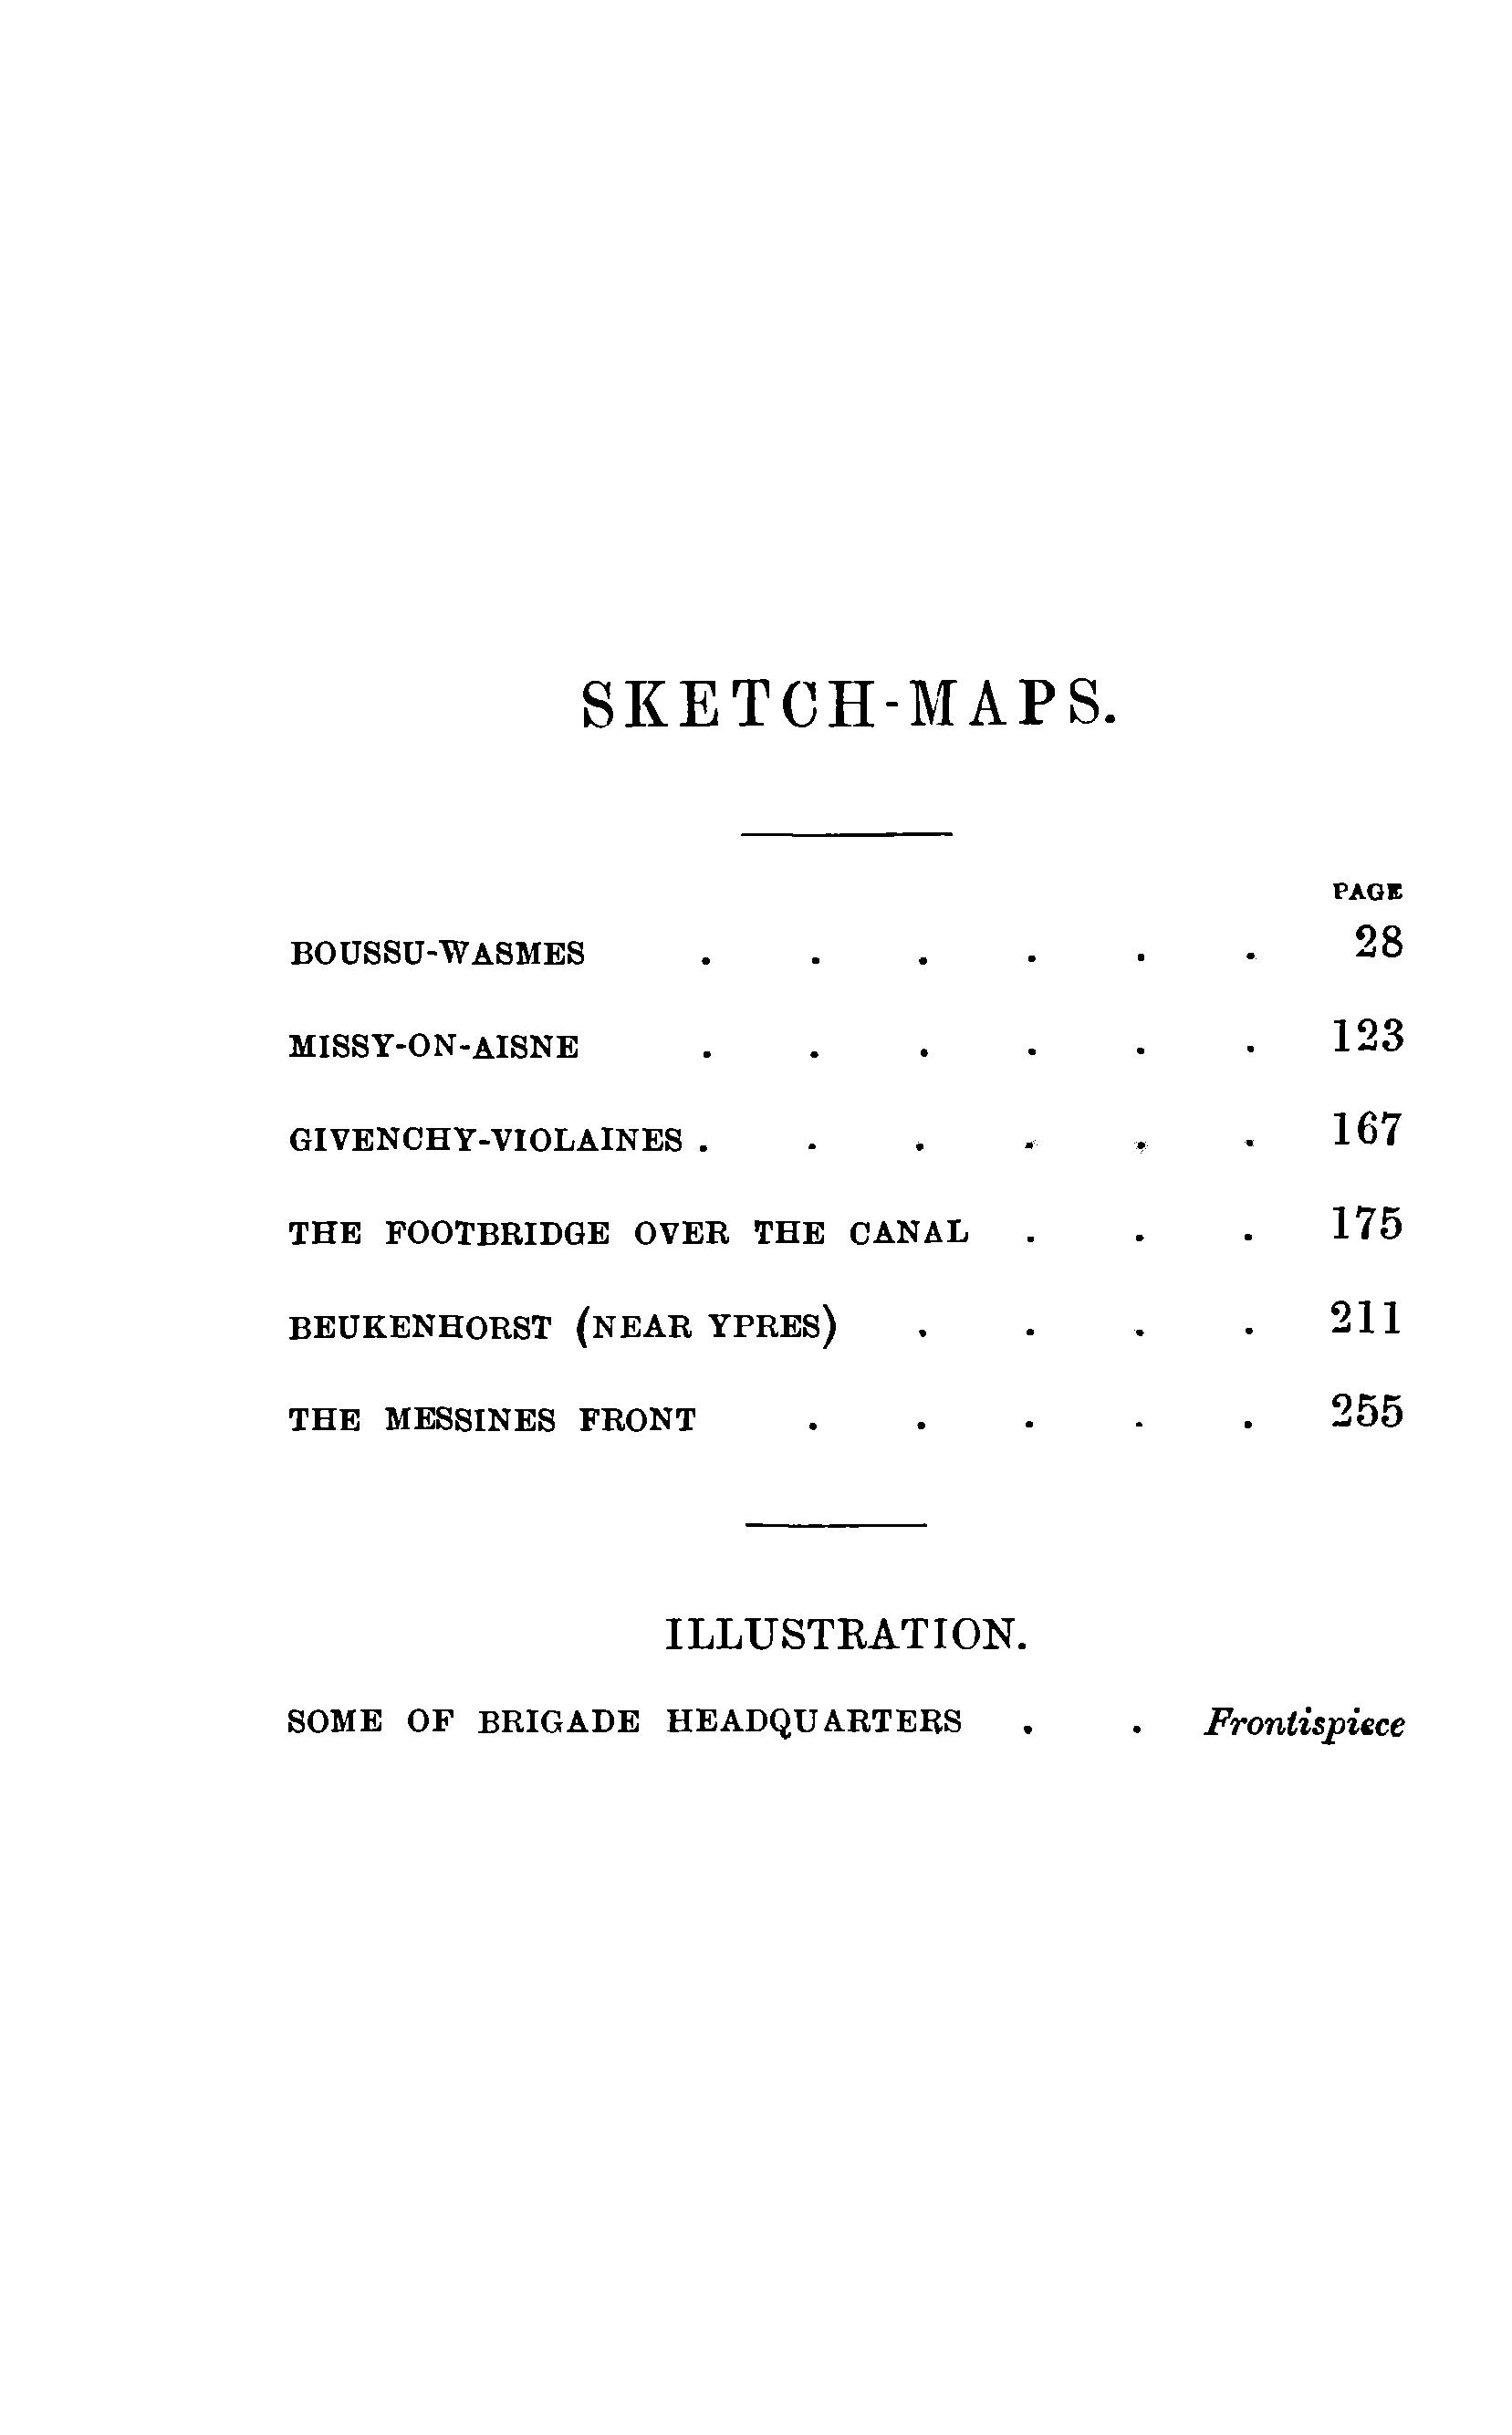 SKETCH-MAPS.
PAGE
BOUSSU-WASMES . . . . . . 28
MISSY-ON-AISNE . . . . . . 123
GIVENCHY-VIOLAINES . . . . . . 167
THE FOOTBRIDGE OVER THE CANAL . . . 175
BEUKENHORST (NEAR YPRES) . . . . 211
THE MESSINES FRONT . . . . . 255
ILLUSTRATION.
SOME OF BRIGADE HEADQUARTERS . . Frontispiece